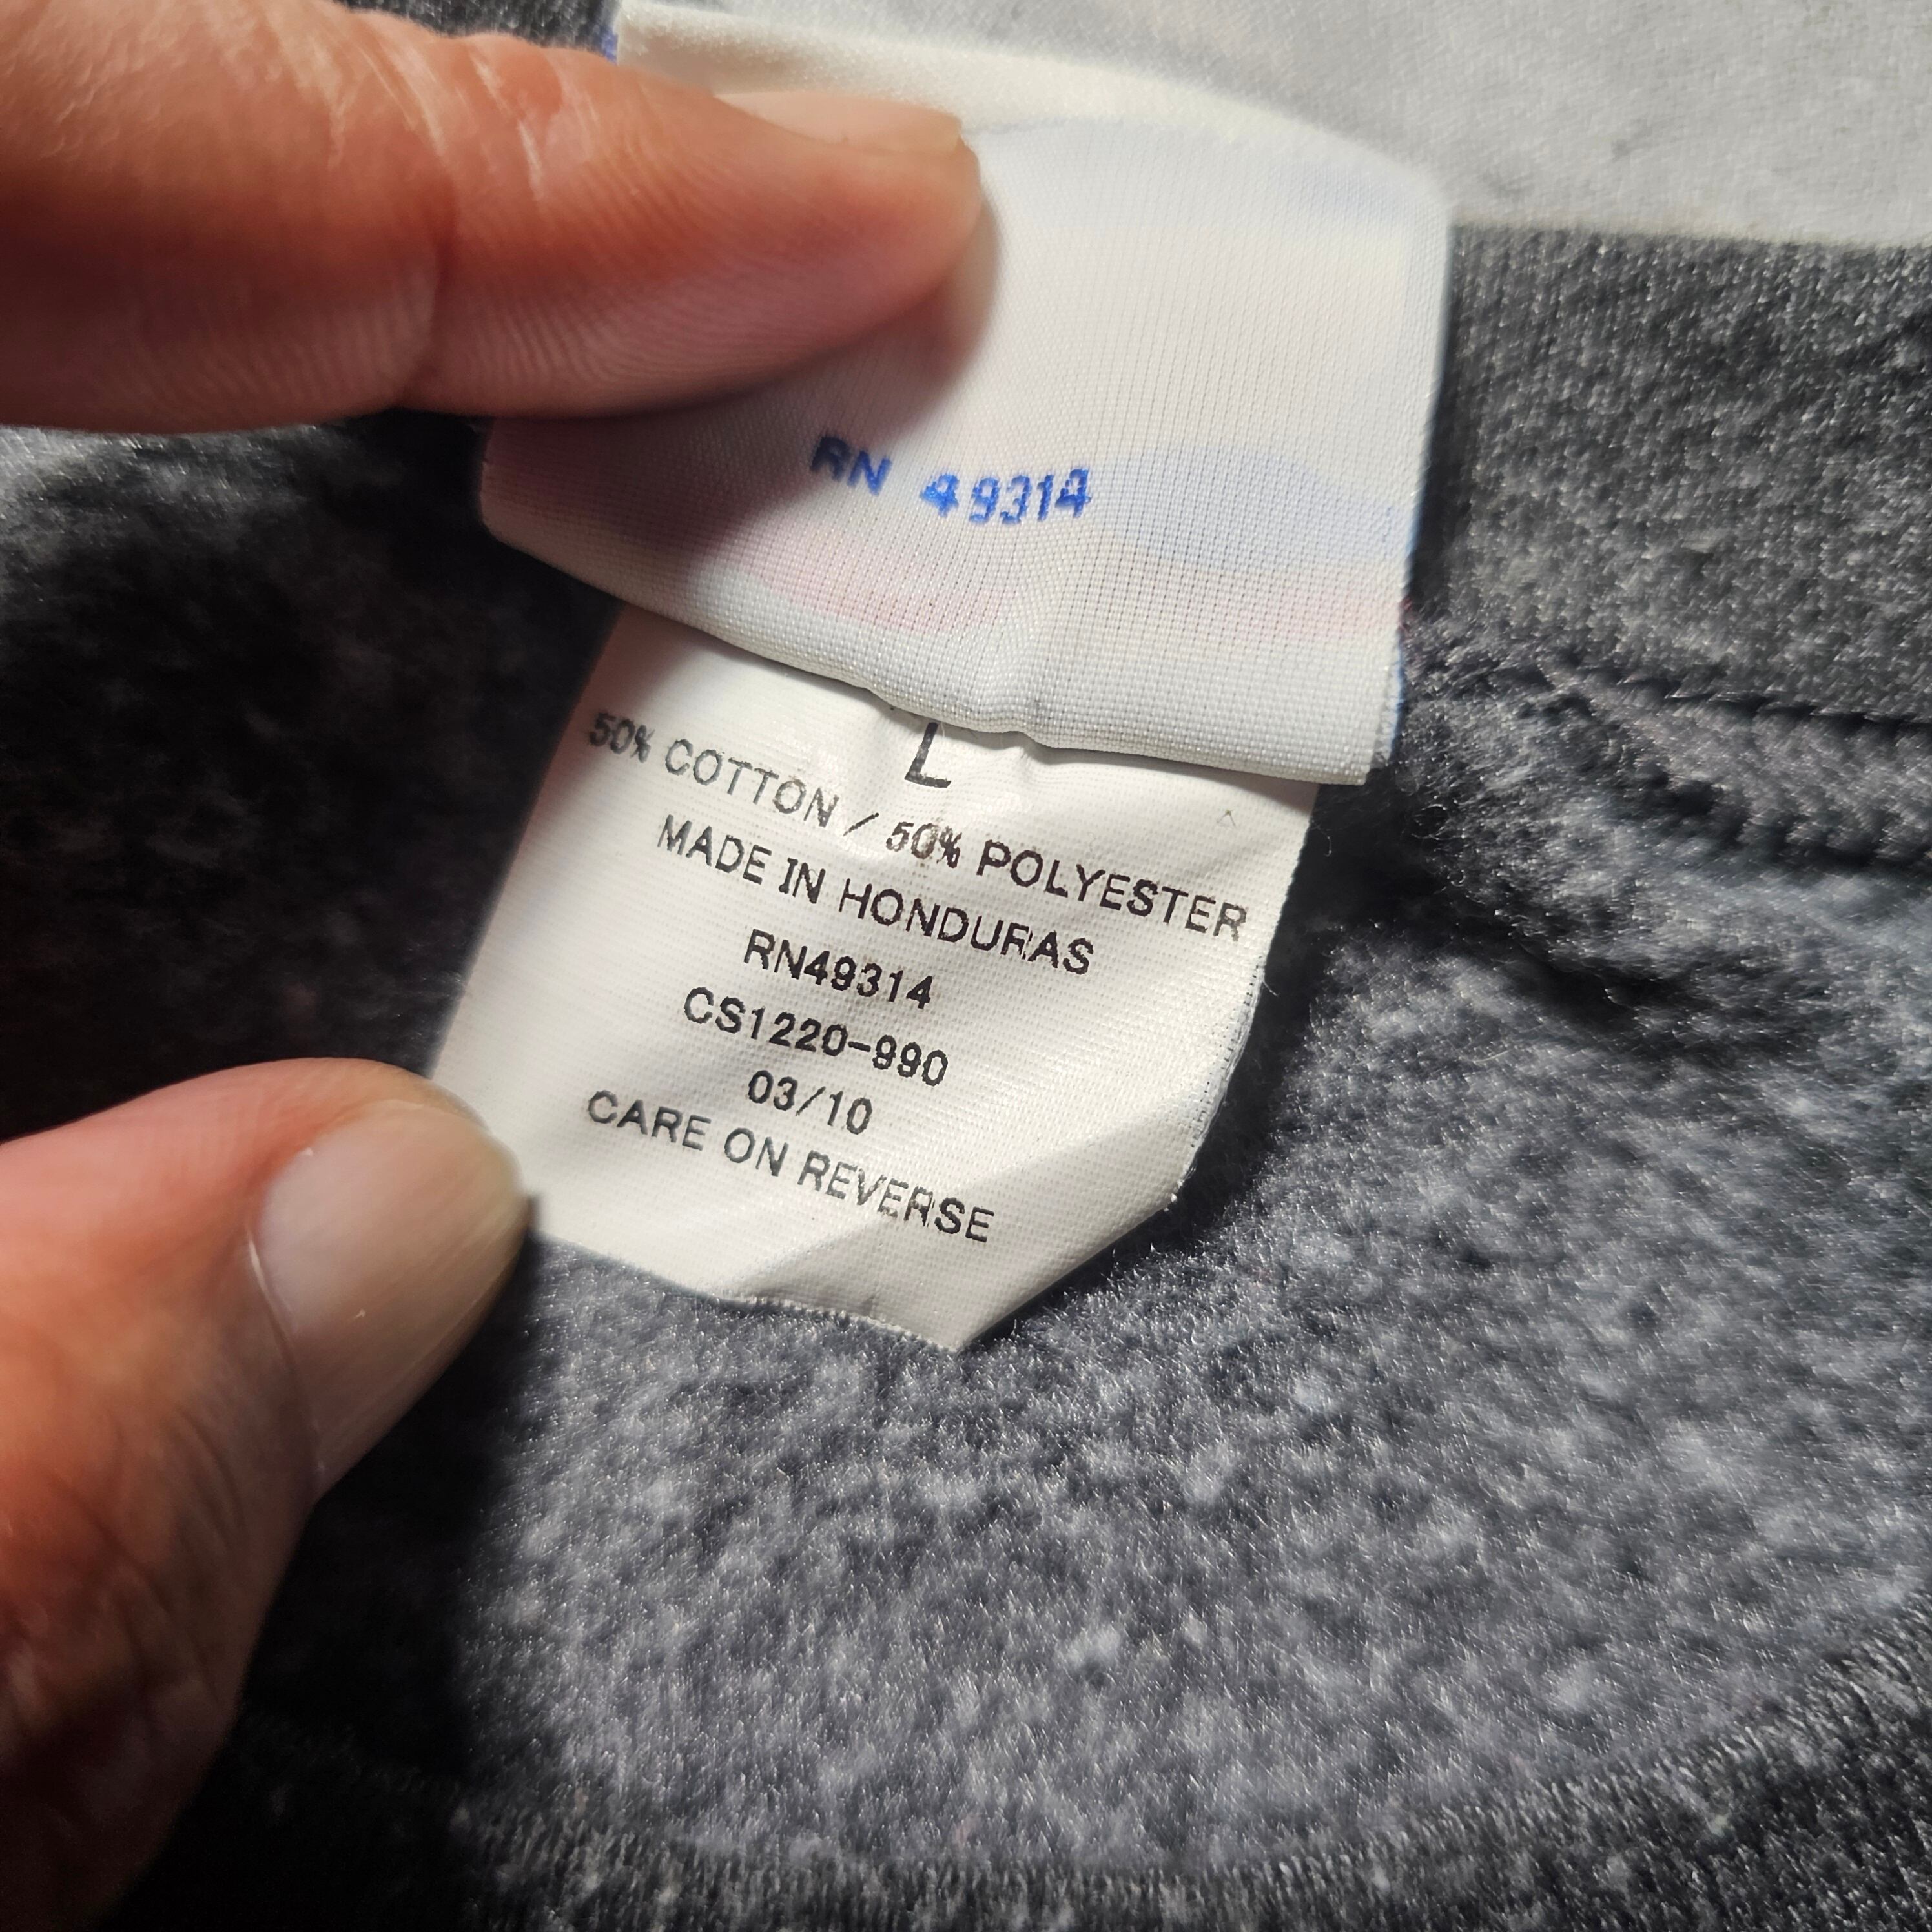 RN 49314
L
50% COTTON / 50% POLYESTER
MADE IN HONDURAS
RN49314
CS1220-990
03/10
CARE ON REVERSE